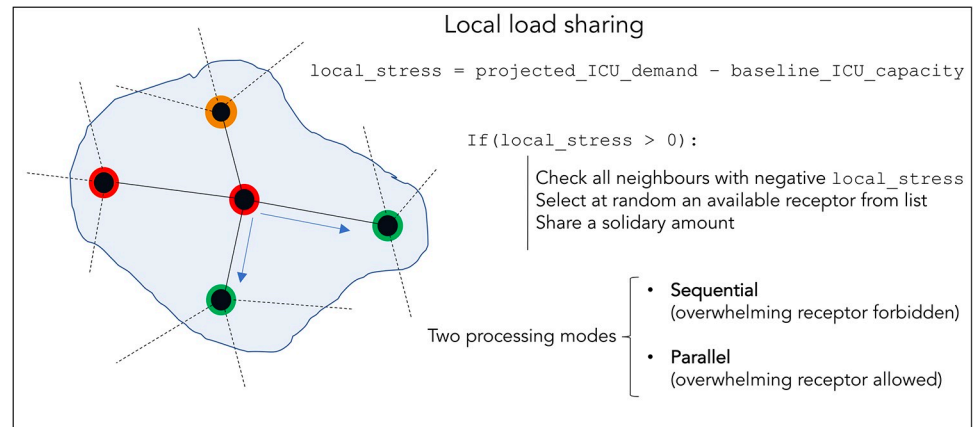 Local load sharing
local_stress = projected_ICU_demand – baseline_ICU_capacity
If(local_stress > 0):
Check all neighbours with negative local_stress
Select at random an available receptor from list
Share a solidary amount
Two processing modes
• Sequential
(overwhelming receptor forbidden)
• Parallel
(overwhelming receptor allowed)